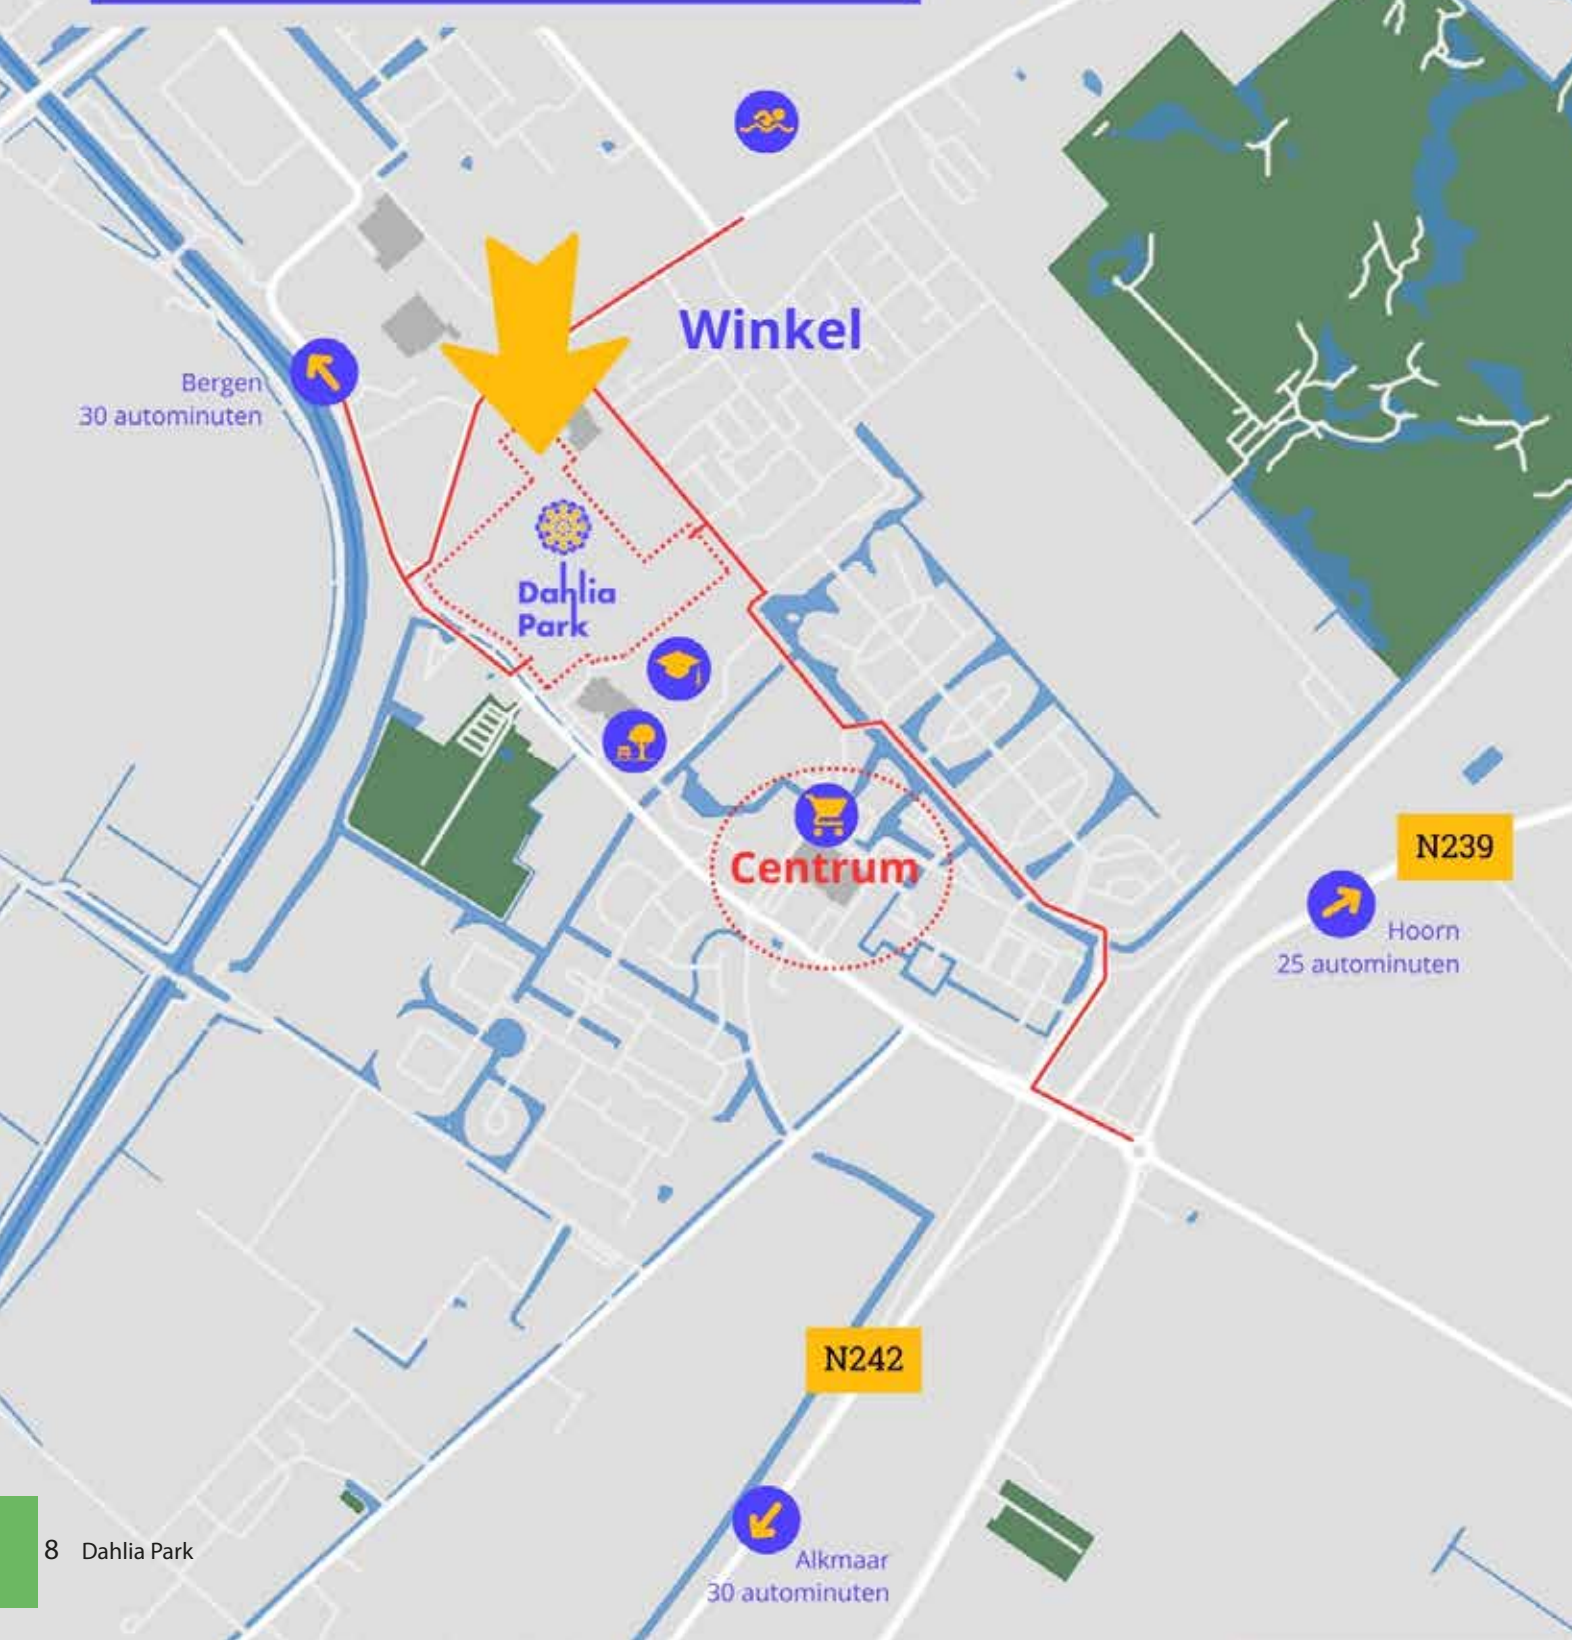 Winkel
Bergen
30 autominuten
Dahlia
Park
Centrum
N239
Hoorn
25 autominuten
N242
Alkmaar
30 autominuten
8 Dahlia Park